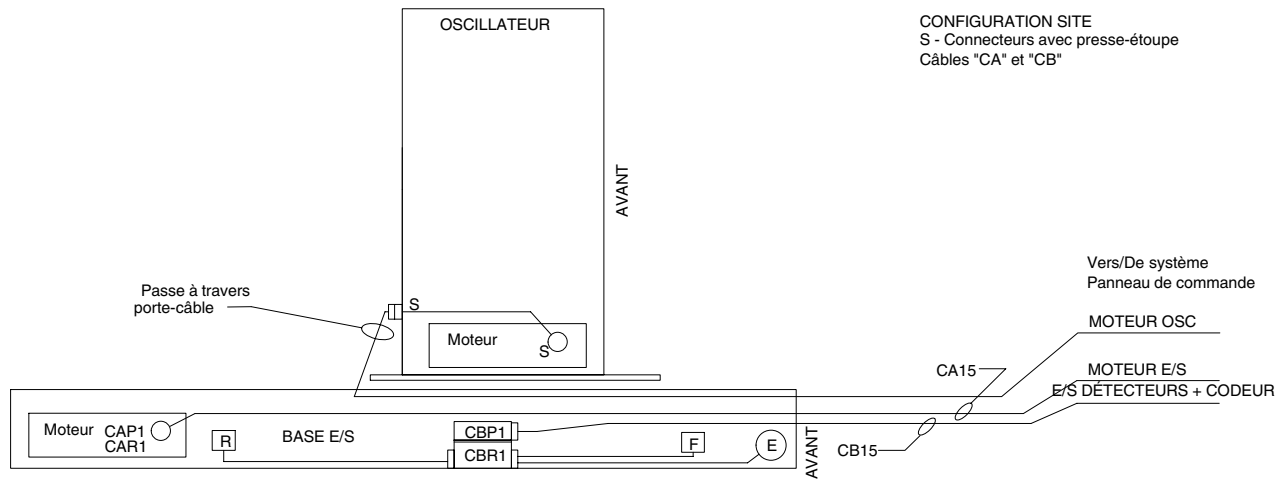 OSCILLATEUR
CONFIGURATION SITE
S - Connecteurs avec presse-étoupe
Câbles "CA" et "CB"
AVANT
Passe à travers
porte-câble
S
Moteur
S
Vers/De système
Panneau de commande
MOTEUR OSC
CA15
MOTEUR E/S
E/S DÉTECTEURS + CODEUR
Moteur
CAP1
CAR1
R
BASE E/S
CBP1
CBR1
F
E
AVANT
CB15